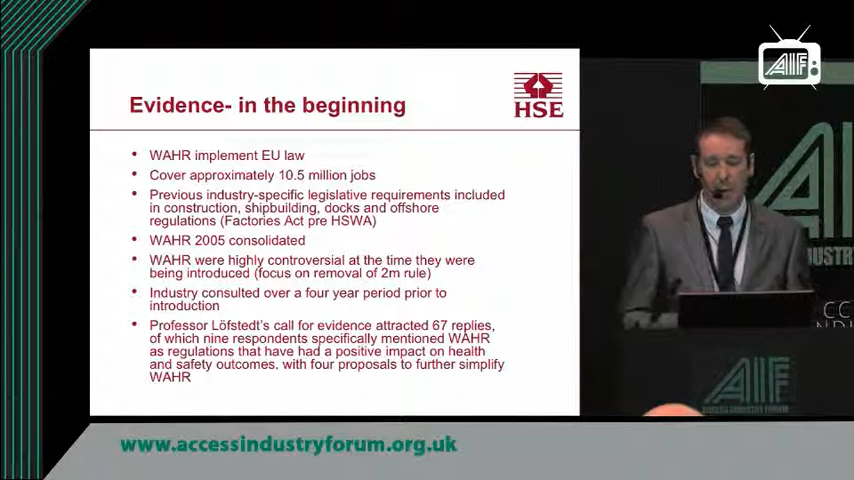 AIF
HSE
Evidence- in the beginning
• WAHR implement EU law
• Cover approximately 10.5 million jobs
• Previous industry-specific legislative requirements included
in construction, shipbuilding, docks and offshore
regulations (Factories Act pre HSWA)
• WAHR 2005 consolidated
• WAHR were highly controversial at the time they were
being introduced (focus on removal of 2m rule)
• Industry consulted over a four year period prior to
introduction
• Professor Löfstedt's call for evidence attracted 67 replies,
of which nine respondents specifically mentioned WAHR
as regulations that have had a positive impact on health
and safety outcomes, with four proposals to further simplify
WAHR
AIF
ACCESS INDUSTRY FORUM
www.accessindustryforum.org.uk